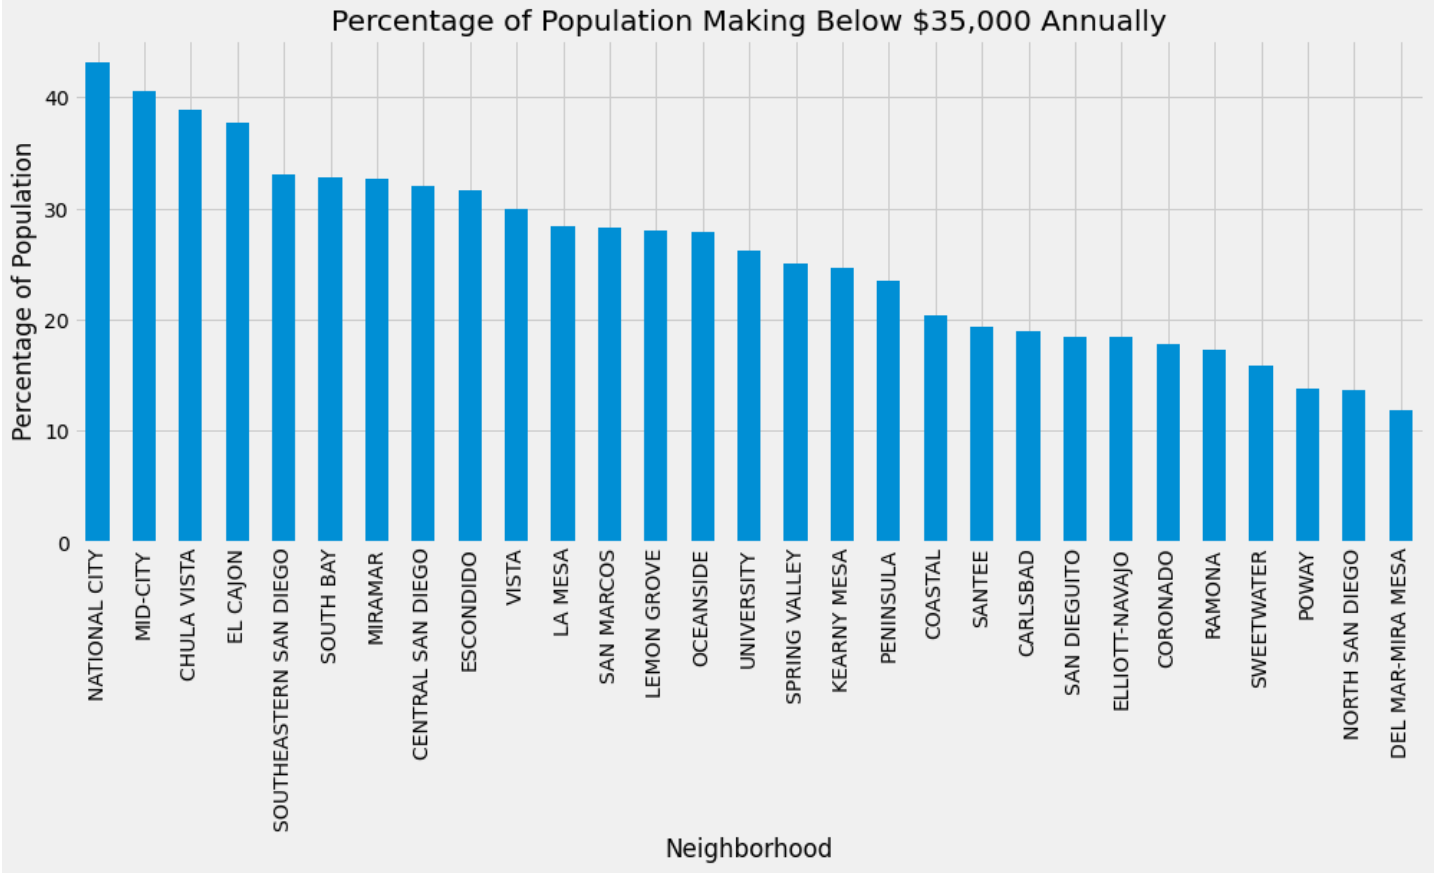 Percentage of Population Making Below $35,000 Annually
Percentage of Population
40
30
20
10
0
NATIONAL CITY
MID-CITY
CHULA VISTA
EL CAJON
SOUTHEASTERN SAN DIEGO
SOUTH BAY
MIRAMAR
CENTRAL SAN DIEGO
ESCONDIDO
VISTA
LA MESA
SAN MARCOS
LEMON GROVE
OCEANSIDE
UNIVERSITY
SPRING VALLEY
KEARNY MESA
PENINSULA
COASTAL
SANTEE
CARLSBAD
SAN DIEGUITO
ELLIOTT-NAVAJO
CORONADO
RAMONA
SWEETWATER
POWAY
NORTH SAN DIEGO
DEL MAR-MIRA MESA
Neighborhood